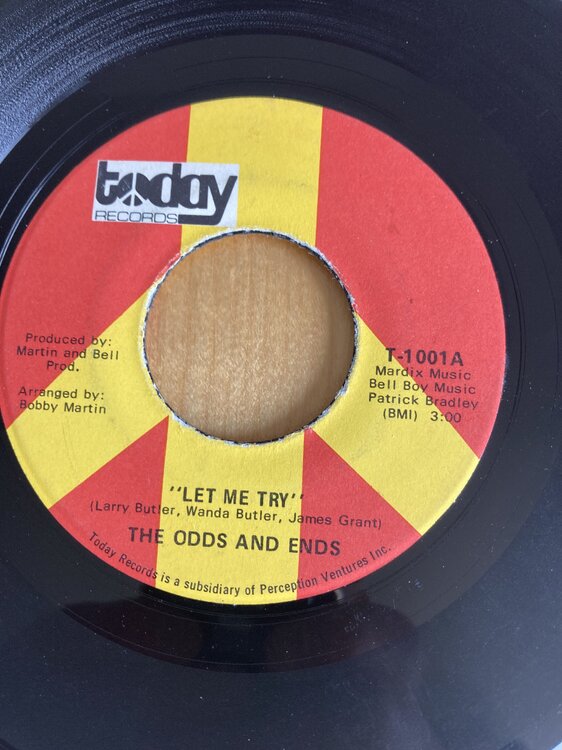 today
RECORDS
Produced by:
Martin and Bell
Prod.
Arranged by:
Bobby Martin
T-1001A
Mardix Music
Bell Boy Music
Patrick Bradley
(BMI) 3:00
"LET ME TRY"
(Larry Butler, Wanda Butler, James Grant)
THE ODDS AND ENDS
Today Records is a subsidiary of Perception Ventures Inc.